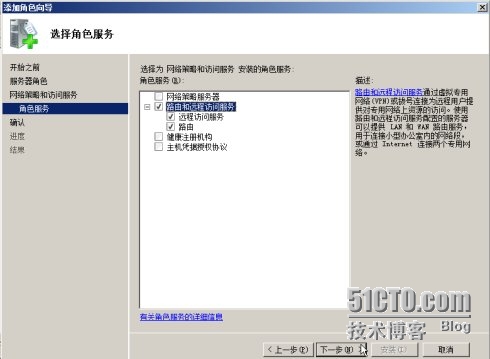 添加角色向导
选择角色服务
开始之前
服务器角色
网络策略和访问服务
角色服务
确认
进度
结果
选择为 网络策略和访问服务 安装的角色服务:
角色服务(R):
网络策略服务器
路由和远程访问服务
远程访问服务
路由
健康注册机构
主机凭据授权协议
有关角色服务的详细信息
描述:
路由和远程访问服务通过虚拟专用
网络(VPN)或拨号连接为远程用户提
供对专用网络上资源的访问。使用
路由和远程访问服务配置的服务器
可以提供 LAN 和 WAN 路由服务,
用于连接小型办公室内的网络段,
或通过 Internet 连接两个专用网
络。
51CTO.com
技术博客 Blog
< 上一步(P)
下一步(N) >
安装(I)
取消